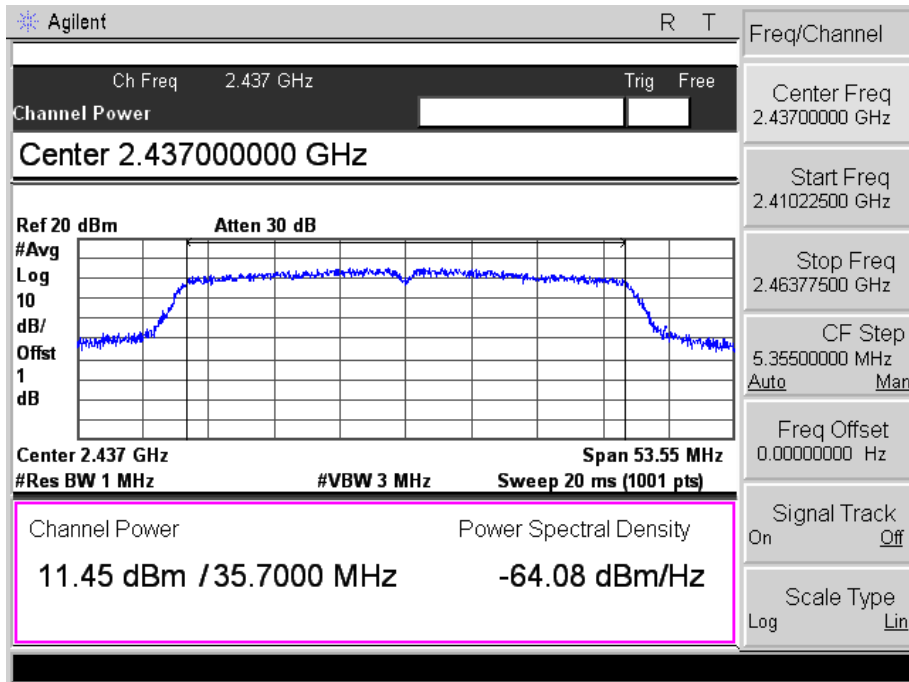 Agilent R T
Ch Freq 2.437 GHz Trig Free
Channel Power
Center 2.437000000 GHz
Ref 20 dBm Atten 30 dB
#Avg
Log
10
dB/
Offst
1
dB
Center 2.437 GHz Span 53.55 MHz
#Res BW 1 MHz #VBW 3 MHz Sweep 20 ms (1001 pts)
Channel Power Power Spectral Density
11.45 dBm / 35.7000 MHz -64.08 dBm/Hz
Freq/Channel
Center Freq
2.43700000 GHz
Start Freq
2.41022500 GHz
Stop Freq
2.46377500 GHz
CF Step
5.35500000 MHz
Auto Man
Freq Offset
0.00000000 Hz
Signal Track
On Off
Scale Type
Log Lin